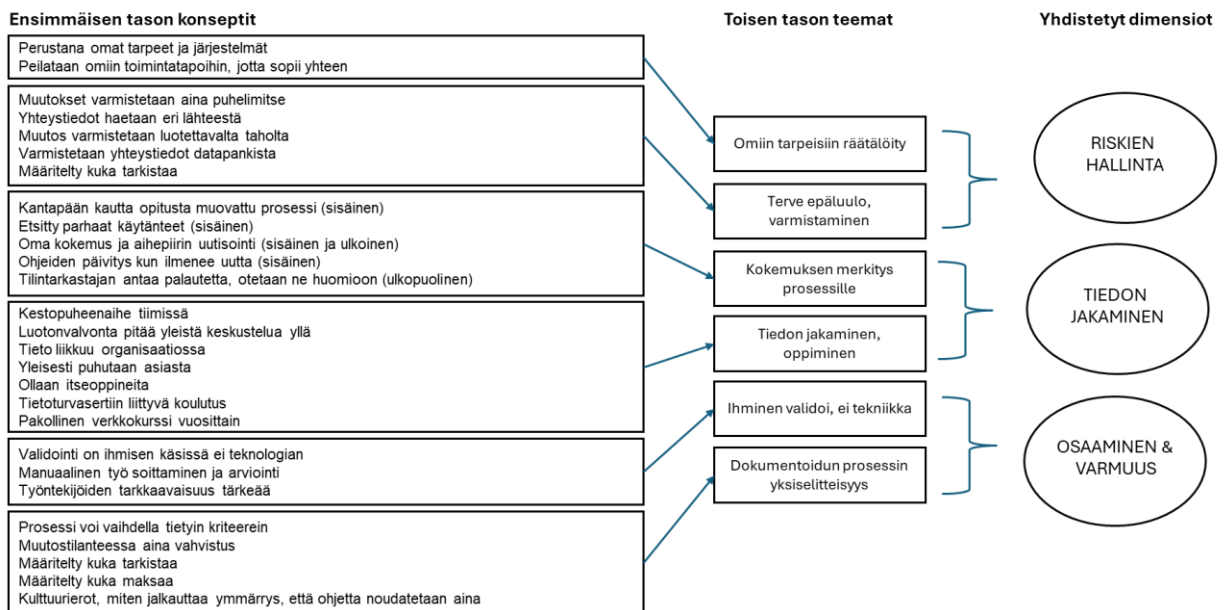 Ensimmäisen tason konseptit
Perustana omat tarpeet ja järjestelmät
Peilataan omiin toimintatapoihin, jotta sopii yhteen
Muutokset varmistetaan aina puhelimitse
Yhteystiedot haetaan eri lähteestä
Muutos varmistetaan luotettavalta taholta
Varmistetaan yhteystiedot datapankista
Määritelty kuka tarkistaa
Kantapään kautta opitusta muovattu prosessi (sisäinen)
Etsitty parhaat käytänteet (sisäinen)
Oma kokemus ja aihepiirin uutisointi (sisäinen ja ulkoinen)
Ohjeiden päivitys kun ilmenee uutta (sisäinen)
Tilintarkastajan antaa palautetta, otetaan ne huomioon (ulkopuolinen)
Kestopuheenaihe tiimissä
Luotonvalvonta pitää yleistä keskustelua yllä
Tieto liikkuu organisaatiossa
Yleisesti puhutaan asiasta
Ollaan itseoppineita
Tietoturvasertiin liittyvä koulutus
Pakollinen verkkokurssi vuosittain
Validointi on ihmisen käsissä ei teknologian
Manuaalinen työ soittaminen ja arviointi
Työntekijöiden tarkkaavaisuus tärkeää
Prosessi voi vaihdella tietyin kriteerein
Muutostilanteessa aina vahvistus
Määritelty kuka tarkistaa
Määritelty kuka maksaa
Kulttuurierot, miten jalkauttaa ymmärrys, että ohjetta noudatetaan aina
Toisen tason teemat
Omiin tarpeisiin räätälöity
Terve epäluulo,
varmistaminen
Kokemuksen merkitys
prosessille
Tiedon jakaminen,
oppiminen
Ihminen validoi, ei tekniikka
Dokumentoidun prosessin
yksiselitteisyys
Yhdistetyt dimensiot
RISKIEN
HALLINTA
TIEDON
JAKAMINEN
OSAAMINEN &
VARMUUS